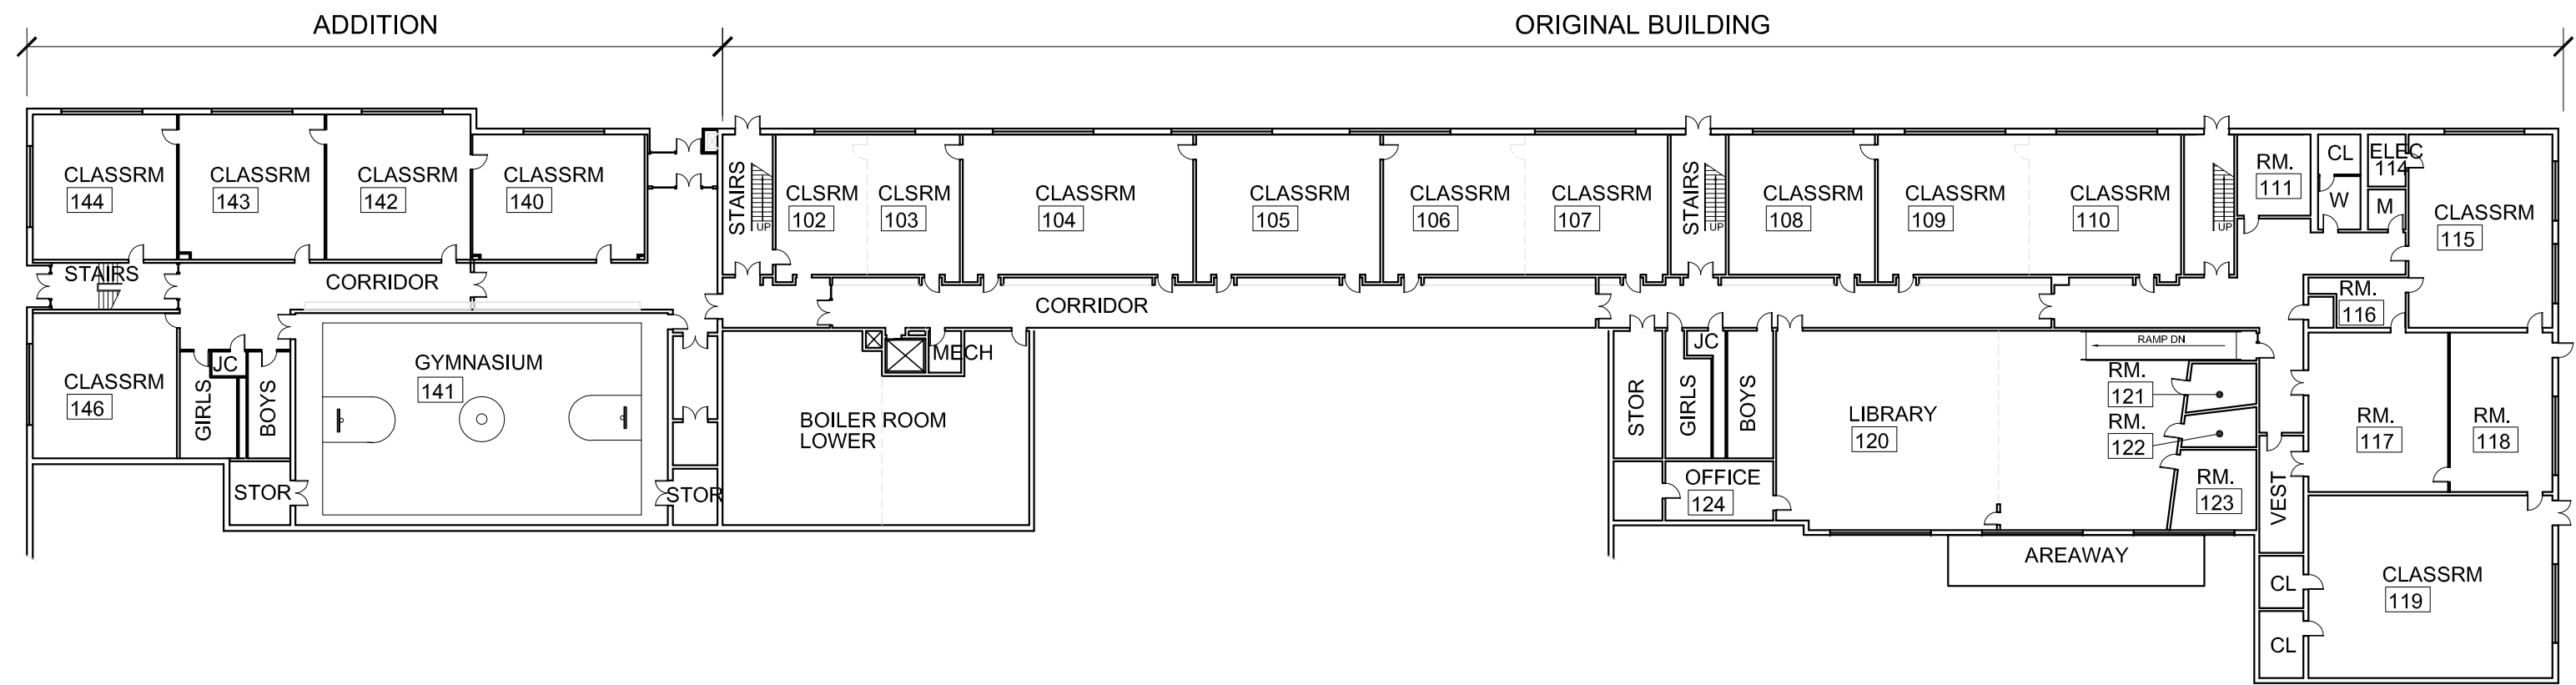 ADDITION
ORIGINAL BUILDING
CLASSRM
144
CLASSRM
143
CLASSRM
142
CLASSRM
140
STAIRS
UP
CLSRM
102
CLSRM
103
CLASSRM
104
CLASSRM
105
CLASSRM
106
CLASSRM
107
STAIRS
UP
CLASSRM
108
CLASSRM
109
CLASSRM
110
UP
RM.
111
CL
W
ELEC
114
M
CLASSRM
115
STAIRS
CORRIDOR
CORRIDOR
RM.
116
CLASSRM
146
GIRLS
JC
BOYS
GYMNASIUM
141
STOR
STOR
MECH
BOILER ROOM
LOWER
STOR
GIRLS
JC
BOYS
OFFICE
124
LIBRARY
120
RAMP DN
RM.
121
RM.
122
RM.
123
VEST
RM.
117
RM.
118
AREAWAY
CL
CL
CLASSRM
119